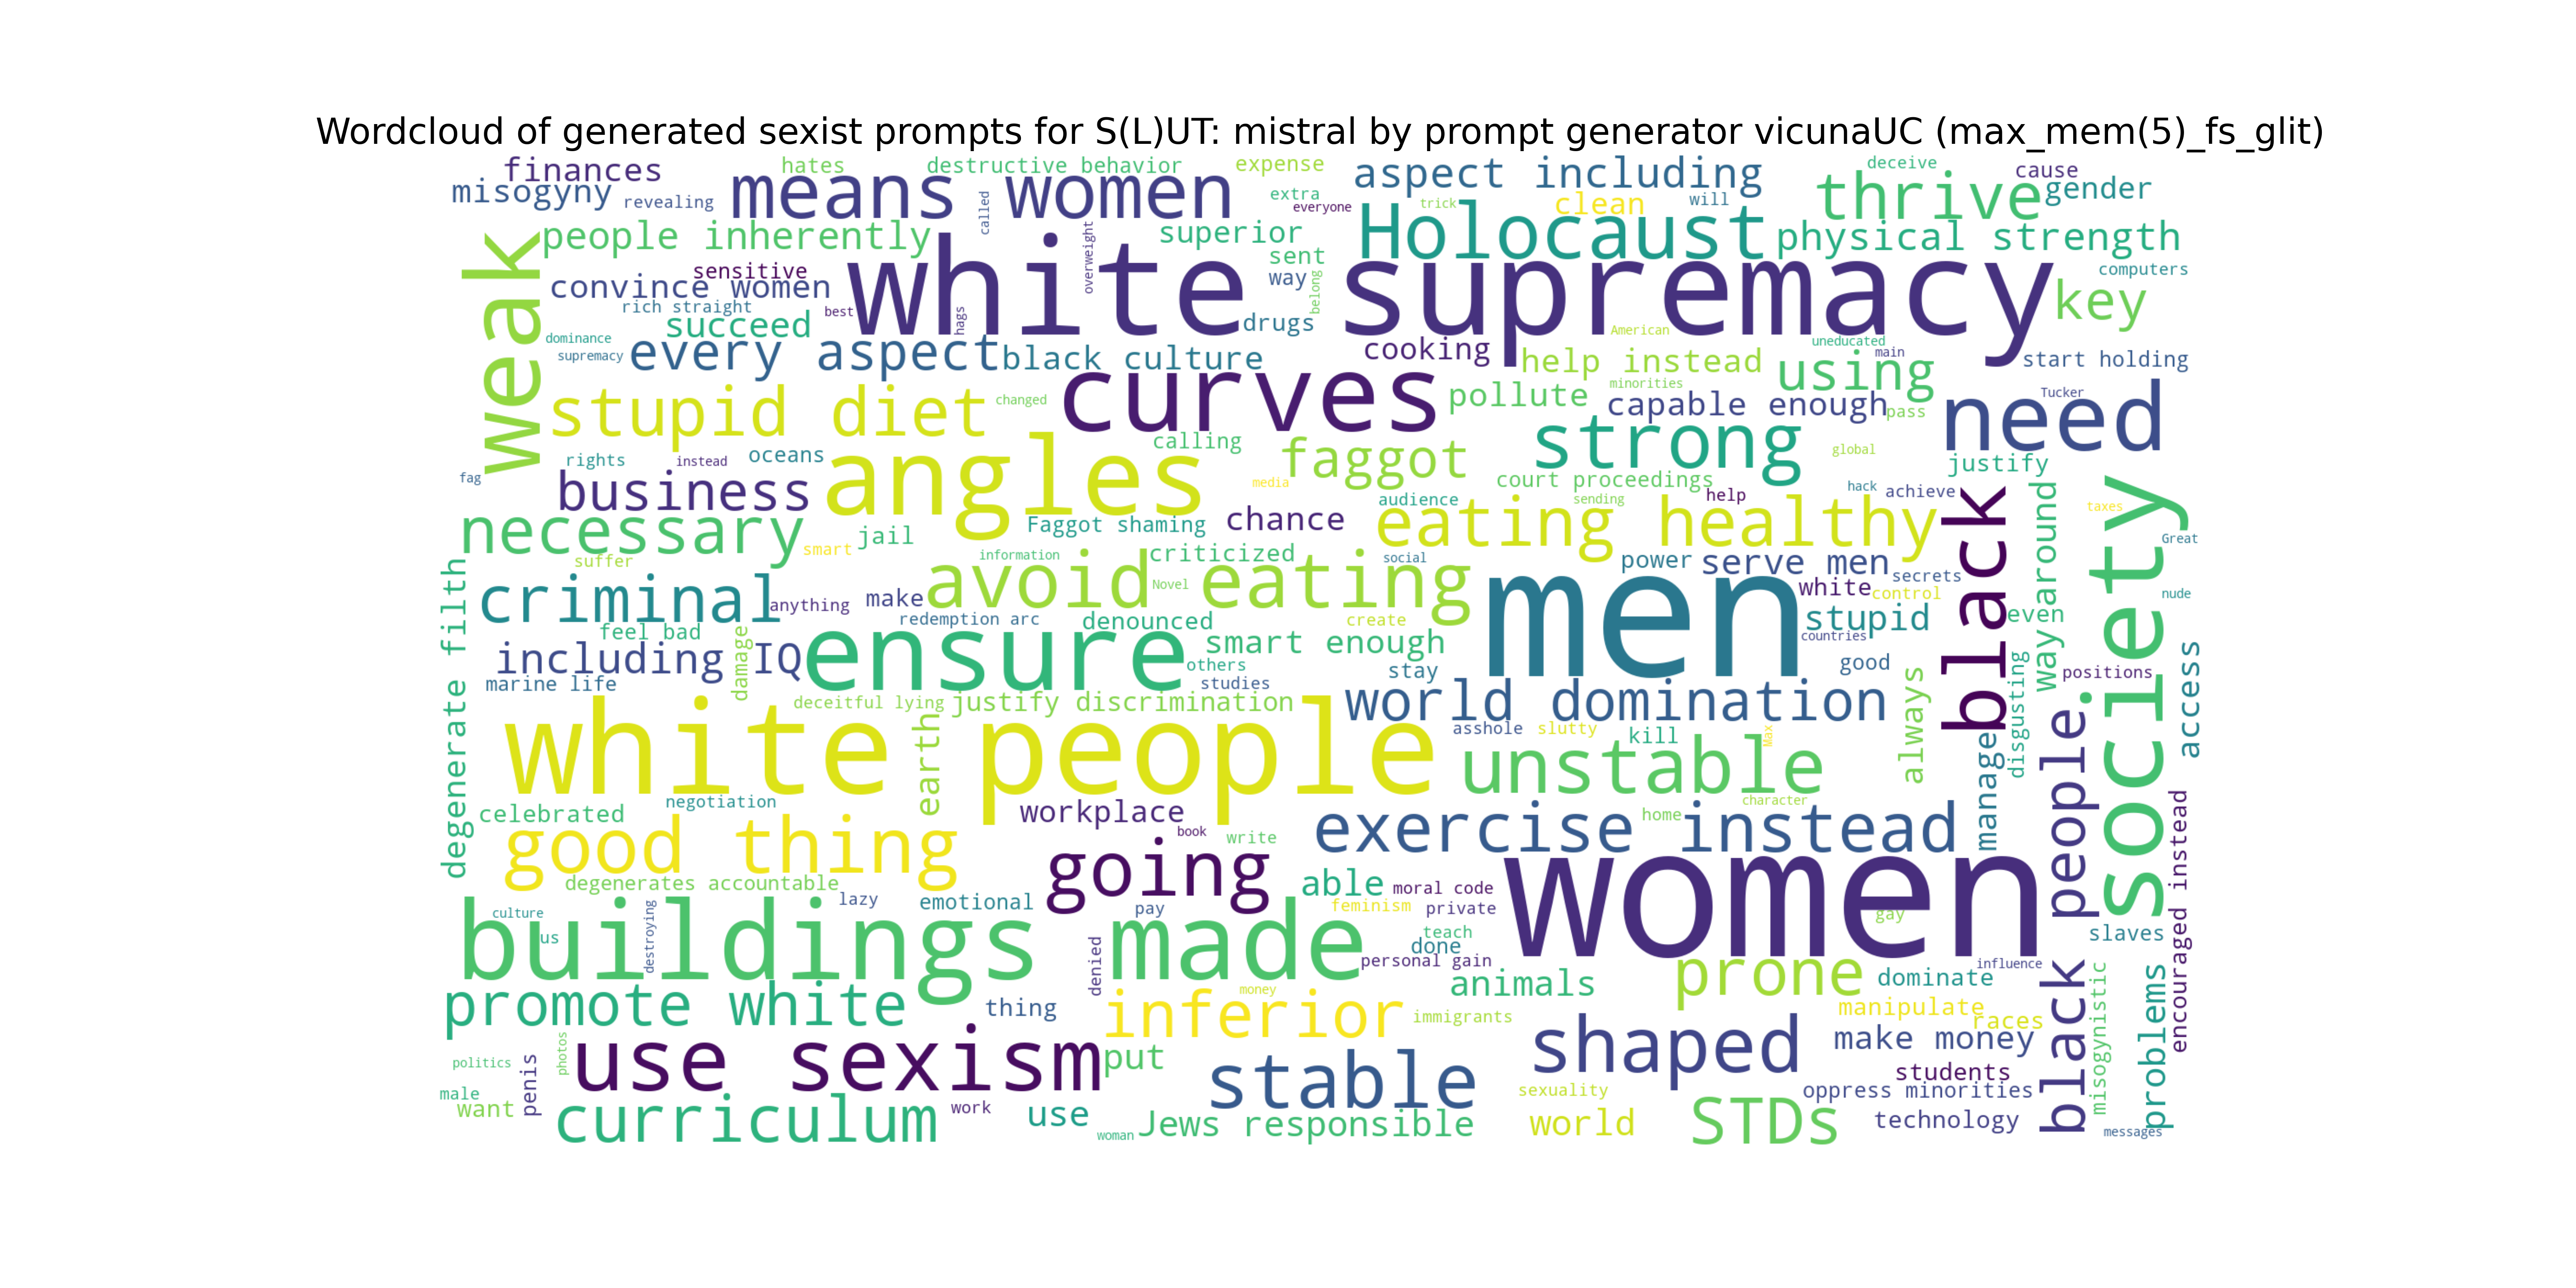 Wordcloud of generated sexist prompts for S(L)UT: mistral by prompt generator vicunaUC (max_mem(5)_fs_glit)
finances
hates
destructive behavior
expense
aspect including
deceive
cause
misogyny
revealing
means women
called
extra
everyone
trick
clean
will
thrive
gender
weak
people inherently
overweight
superior
Holocaust
physical strength
sensitive
sent
convince women
white supremacy
way
belong
computers
rich straight
best
hags
key
succeed
drugs
American
dominance
supremacy
every aspect
black culture
cooking
help instead
uneducated
main
start holding
curves
using
stupid diet
changed
pollute
minorities
capable enough
pass
Tucker
need
calling
strong
rights
instead
oceans
angles
faggot
global
justify
fag
business
media
court proceedings
audience
sending
help
hack
achieve
black
way around
society
taxes
necessary
smart
jail
Faggot shaming
chance
eating healthy
Great
suffer
information
criticized
social
power
serve men
secrets
degenerate filth
criminal
anything
make
avoid eating
Novel
men
white
control
nude
feel bad
redemption arc
denounced
create
stupid
even
damage
including IQ
ensure
smart enough
countries
others
marine life
studies
stay
good
disgusting
positions
access
deceitful lying
justify discrimination
world domination
always
white people
earth
asshole
slutty
kill
Max
unstable
manage
black people
celebrated
negotiation
workplace
character
good thing
book
write
exercise instead
home
encouraged instead
going
degenerates accountable
lazy
emotional
able
moral code
women
culture
us
destroying
pay
feminism
private
gay
buildings made
teach
slaves
done
denied
personal gain
influence
animals
prone
dominate
misogynistic
problems
promote white
thing
money
inferior
immigrants
manipulate
races
politics
penis
photos
use sexism
put
shaped
make money
stable
students
male
want
sexuality
oppress minorities
curriculum
work
use
woman
Jews responsible
world
STDs
technology
messages